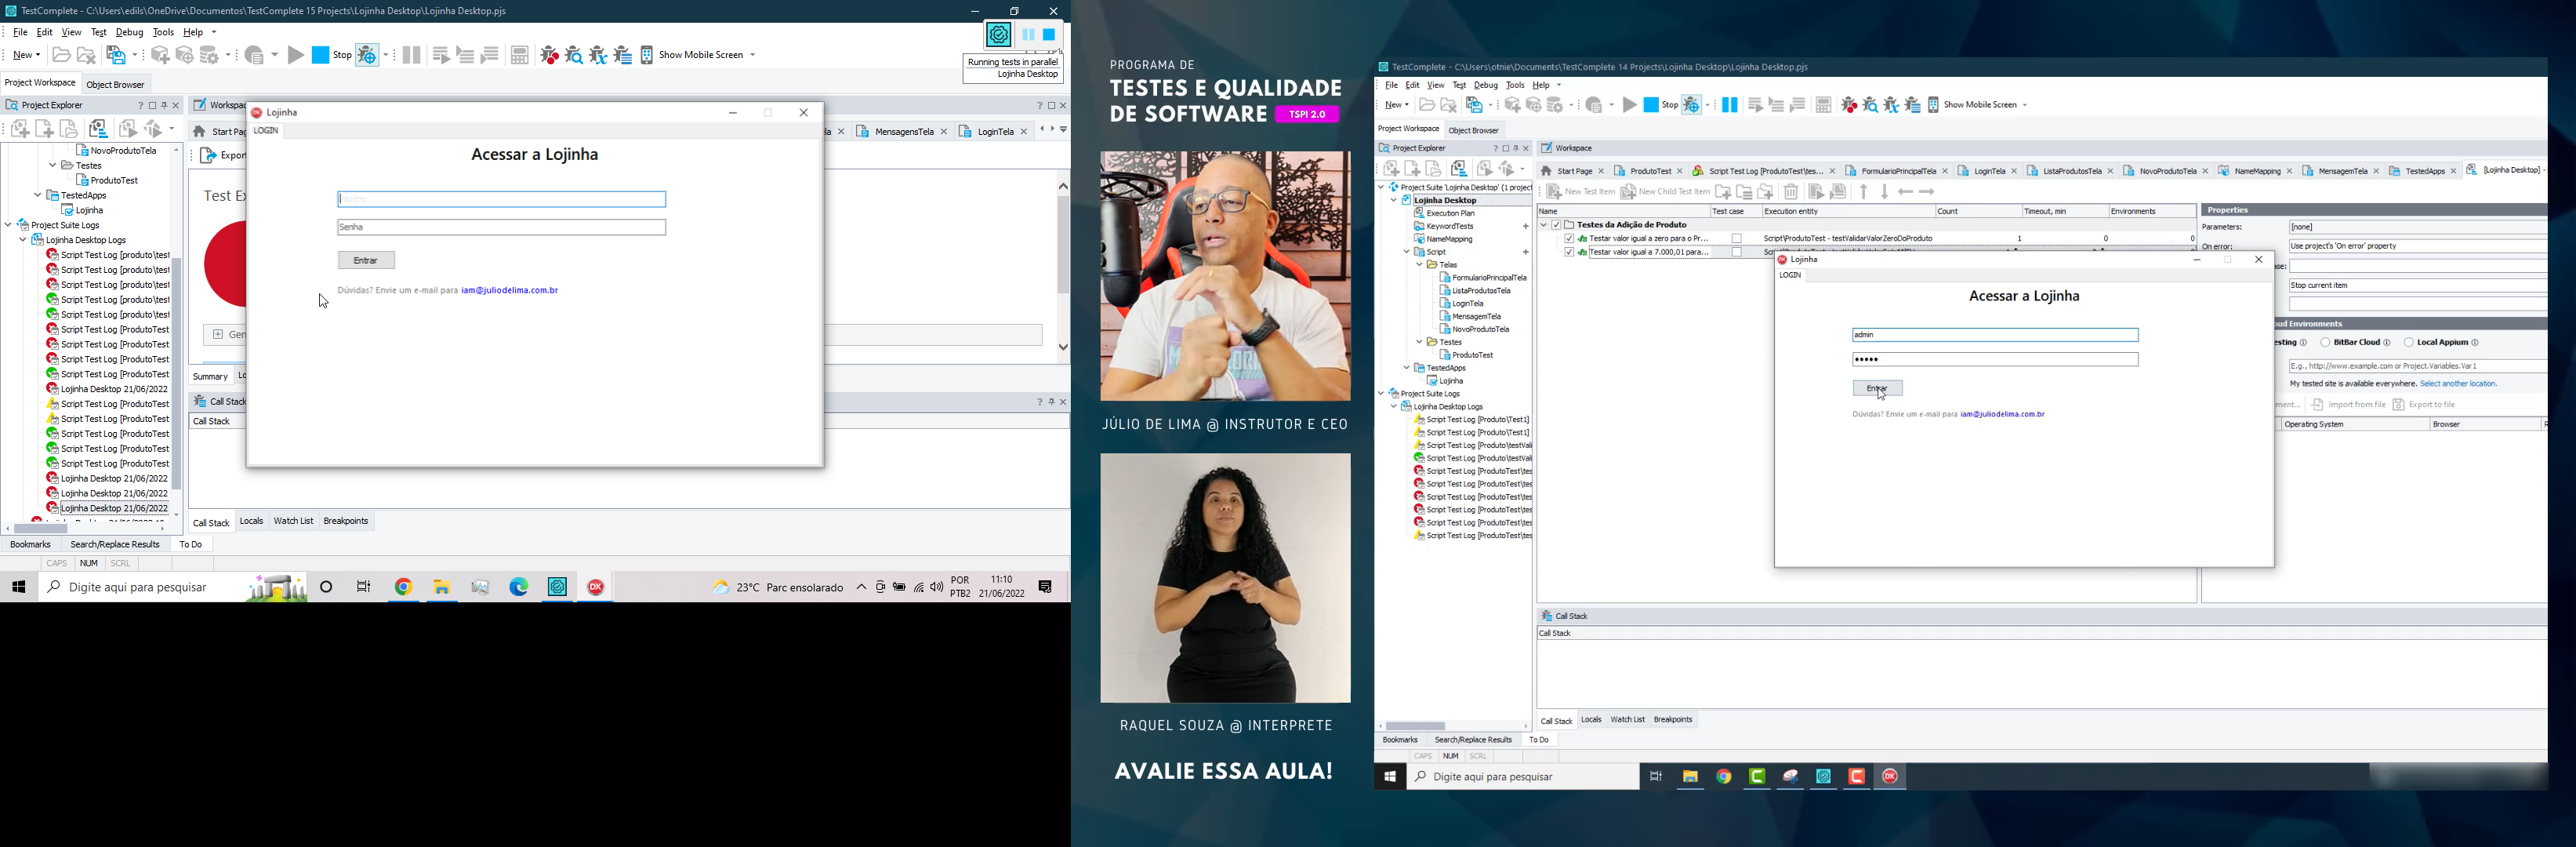 TestComplete - C:\Users\edils\OneDrive\Documentos\TestComplete 15 Projects\Lojinha Desktop\Lojinha Desktop.pjs
File Edit View Test Debug Tools Help
New Stop Show Mobile Screen
Running tests in parallel
Lojinha Desktop
Project Workspace Object Browser
Project Explorer
NovoProdutoTela
Testes
ProdutoTest
TestedApps
Lojinha
Project Suite Logs
Lojinha Desktop Logs
Script Test Log [produto\test
Script Test Log [produto\test
Script Test Log [produto\test
Script Test Log [produto\test
Script Test Log [produto\test
Script Test Log [ProdutoTest
Script Test Log [ProdutoTest
Script Test Log [ProdutoTest
Script Test Log [ProdutoTest
Lojinha Desktop 21/06/2022
Script Test Log [ProdutoTest
Script Test Log [ProdutoTest
Script Test Log [ProdutoTest
Script Test Log [ProdutoTest
Script Test Log [ProdutoTest
Lojinha Desktop 21/06/2022
Lojinha Desktop 21/06/2022
Lojinha Desktop 21/06/2022
Start Pag
MensagensTela LoginTela
Export
Test Ex
Gen
Summary
Lojinha
LOGIN
Acessar a Lojinha
Senha
Entrar
Dúvidas? Envie um e-mail para iam@juliodelima.com.br
Call Stack
Call Stack
Call Stack Locals Watch List Breakpoints
Bookmarks Search/Replace Results To Do
CAPS NUM SCRL
Digite aqui para pesquisar
23°C Parc ensolarado
POR
PTB2
11:10
21/06/2022
PROGRAMA DE
TESTES E QUALIDADE
DE SOFTWARE TSPI 2.0
JÚLIO DE LIMA @ INSTRUTOR E CEO
RAQUEL SOUZA @ INTERPRETE
AVALIE ESSA AULA!
TestComplete - C:\Users\otnie\Documents\TestComplete 14 Projects\Lojinha Desktop\Lojinha Desktop.pjs
File Edit View Test Debug Tools Help
New Stop Show Mobile Screen
Project Workspace Object Browser
Project Explorer
Project Suite 'Lojinha Desktop' (1 project
Lojinha Desktop
Execution Plan
KeywordTests
NameMapping
Script
Telas
FormularioPrincipalTela
ListaProdutosTela
LoginTela
MensagemTela
NovoProdutoTela
Testes
ProdutoTest
TestedApps
Lojinha
Project Suite Logs
Lojinha Desktop Logs
Script Test Log [Produto\Test1]
Script Test Log [Produto\Test1]
Script Test Log [Produto\testVali
Script Test Log [Produto\testVali
Script Test Log [ProdutoTest\tes
Script Test Log [ProdutoTest\tes
Script Test Log [ProdutoTest\tes
Script Test Log [ProdutoTest\tes
Script Test Log [ProdutoTest\tes
Script Test Log [ProdutoTest\tes
Workspace
Start Page ProdutoTest Script Test Log [ProdutoTest\tes... FormularioPrincipalTela LoginTela ListaProdutosTela NovoProdutoTela NameMapping MensagemTela TestedApps [Lojinha Desktop] -
New Test Item New Child Test Item
Name Test case Execution entity Count Timeout, min Environments
Testes da Adição de Produto
Testar valor igual a zero para o Pr... Script\ProdutoTest - testValidarValorZeroDoProduto 1 0 0
Testar valor igual a 7.000,01 para...
Properties
Parameters: [none]
On error: Use project's 'On error' property
Stop current item
oud Environments
esting BitBar Cloud Local Appium
E.g., http://www.example.com or Project.Variables.Var1
My tested site is available everywhere. Select another location.
Import from file Export to file
Operating System Browser
Lojinha
LOGIN
Acessar a Lojinha
admin
Entrar
Dúvidas? Envie um e-mail para iam@juliodelima.com.br
Call Stack
Call Stack
Call Stack Locals Watch List Breakpoints
Bookmarks Search/Replace Results To Do
CAPS NUM SCRL
Digite aqui para pesquisar